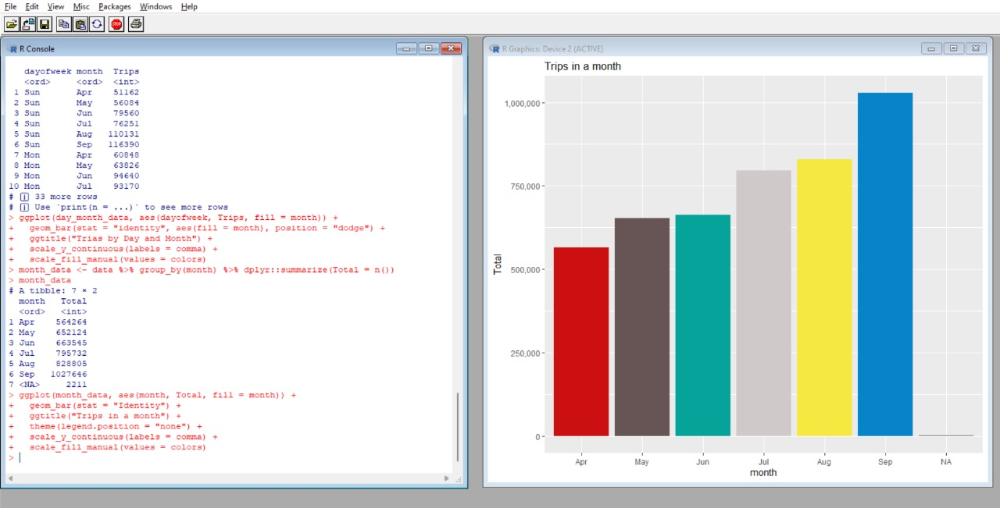 File Edit View Misc Packages Windows Help
STOP
R Console
dayofweek month Trips
<ord> <ord> <int>
1 Sun Apr 51162
2 Sun May 56084
3 Sun Jun 79560
4 Sun Jul 76251
5 Sun Aug 110131
6 Sun Sep 116390
7 Mon Apr 60848
8 Mon May 63826
9 Mon Jun 94640
10 Mon Jul 93170
# i 33 more rows
# i Use `print(n = ...)` to see more rows
> ggplot(day_month_data, aes(dayofweek, Trips, fill = month)) +
+ geom_bar(stat = "identity", aes(fill = month), position = "dodge") +
+ ggtitle("Trias by Day and Month") +
+ scale_y_continuous(labels = comma) +
+ scale_fill_manual(values = colors)
> month_data <- data %>% group_by(month) %>% dplyr::summarize(Total = n())
> month_data
# A tibble: 7 × 2
month Total
<ord> <int>
1 Apr 564264
2 May 652124
3 Jun 663545
4 Jul 795732
5 Aug 828805
6 Sep 1027646
7 <NA> 2211
> ggplot(month_data, aes(month, Total, fill = month)) +
+ geom_bar(stat = "Identity") +
+ ggtitle("Trips in a month") +
+ theme(legend.position = "none") +
+ scale_y_continuous(labels = comma) +
+ scale_fill_manual(values = colors)
>
R Graphics: Device 2 (ACTIVE)
Trips in a month
1,000,000
750,000
500,000
250,000
0
Total
Apr May Jun Jul Aug Sep NA
month